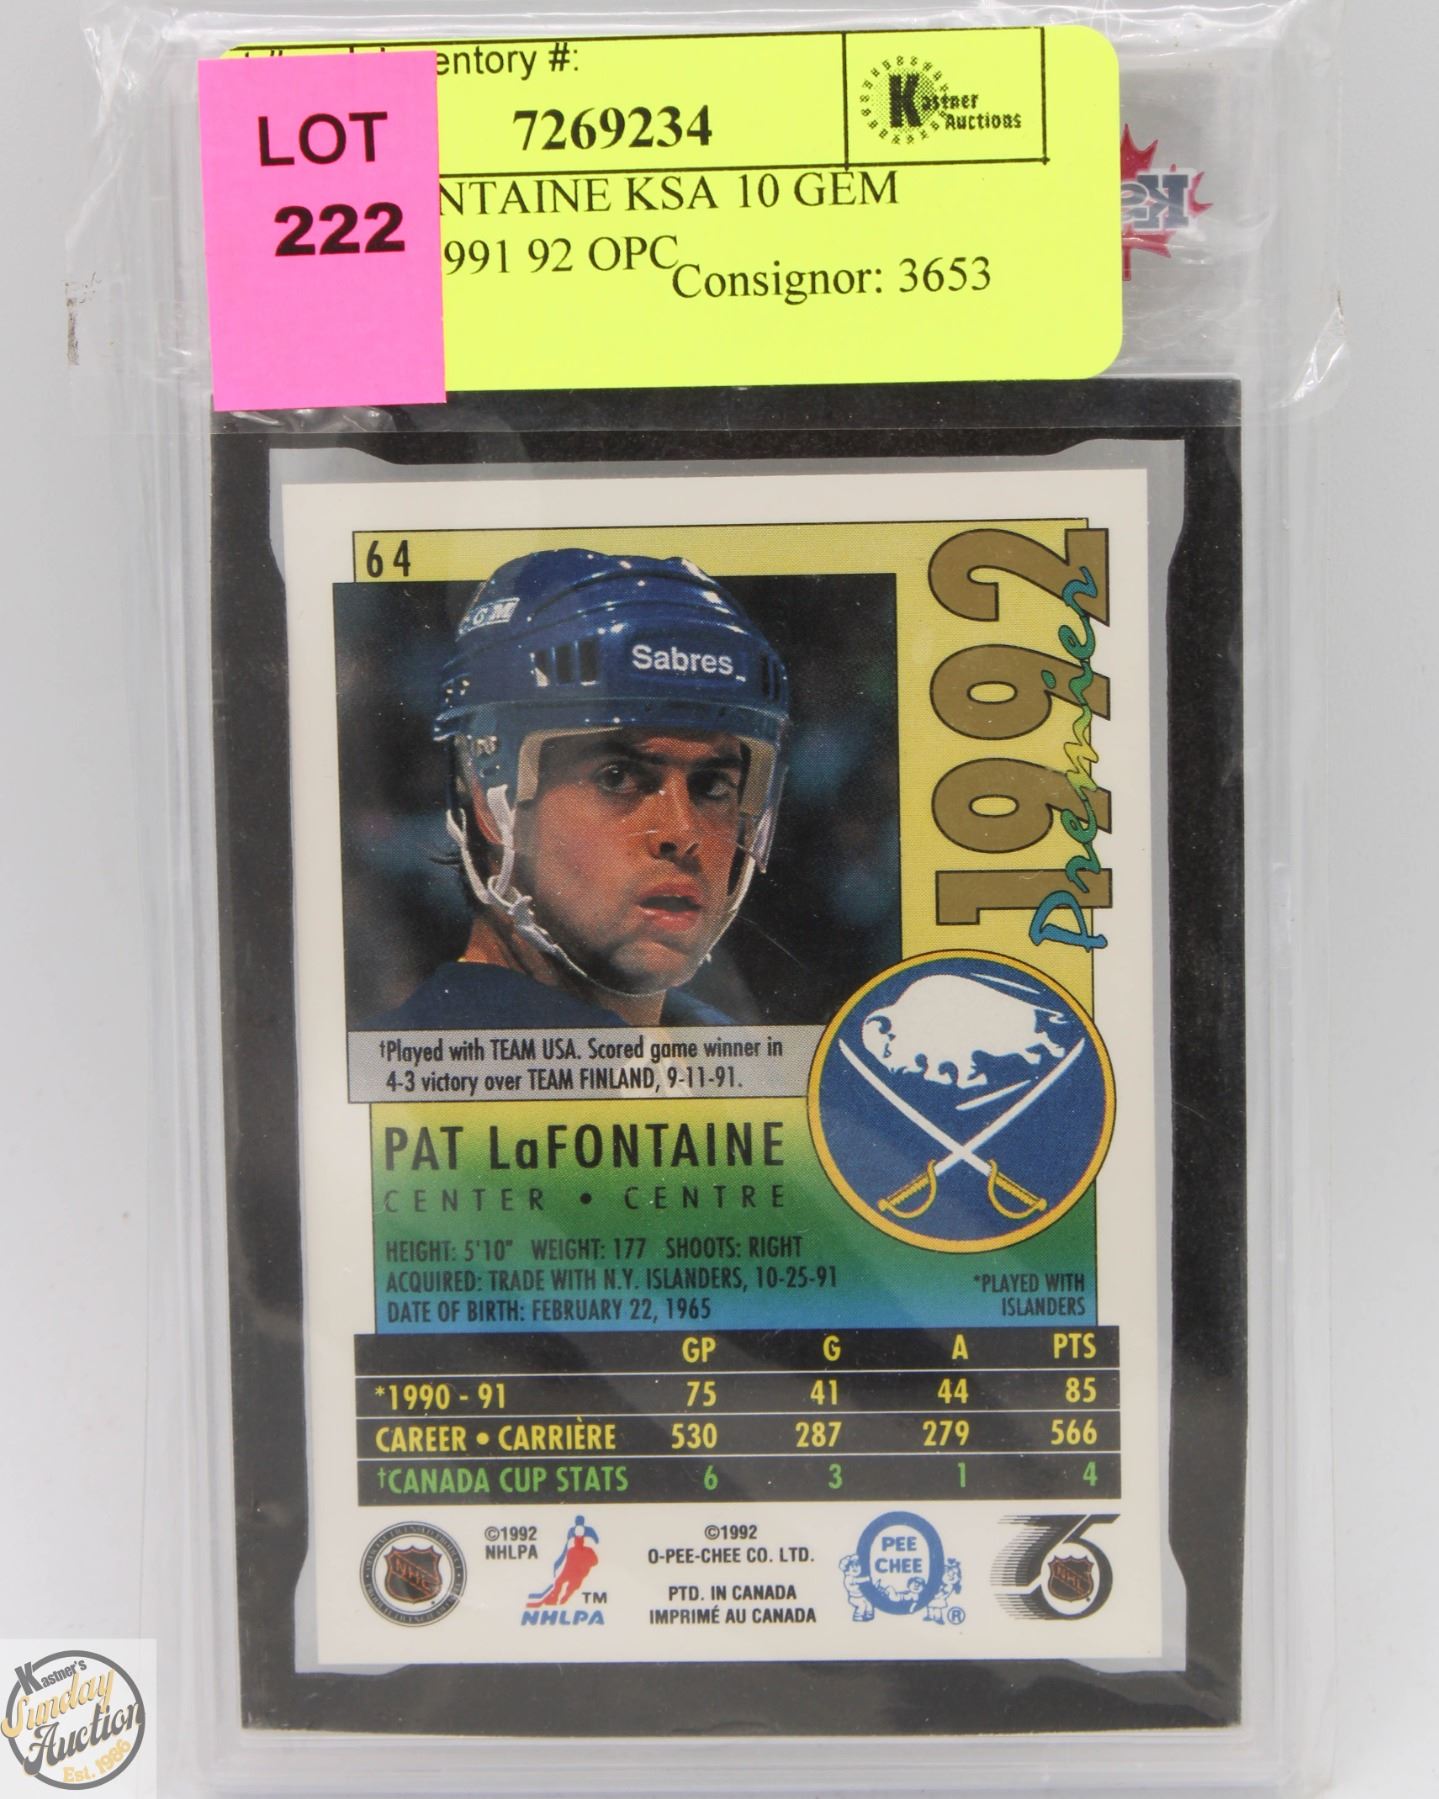 entory #:
LOT
222
7269234
Kastner
Auctions
NTAINE KSA 10 GEM
991 92 OPC
Consignor: 3653
64
1992
Premier
GM
Sabres
†Played with TEAM USA. Scored game winner in
4-3 victory over TEAM FINLAND, 9-11-91.
PAT LaFONTAINE
CENTER • CENTRE
HEIGHT: 5'10" WEIGHT: 177 SHOOTS: RIGHT
ACQUIRED: TRADE WITH N.Y. ISLANDERS, 10-25-91
DATE OF BIRTH: FEBRUARY 22, 1965
*PLAYED WITH
ISLANDERS
GP G A PTS
*1990 - 91 75 41 44 85
CAREER • CARRIÈRE 530 287 279 566
†CANADA CUP STATS 6 3 1 4
NHL
©1992
NHLPA
TM
NHLPA
©1992
O-PEE-CHEE CO. LTD.
PTD. IN CANADA
IMPRIMÉ AU CANADA
O
PEE
CHEE
®
75
NHL
Kastner's
Sunday
Auction
Est. 1986